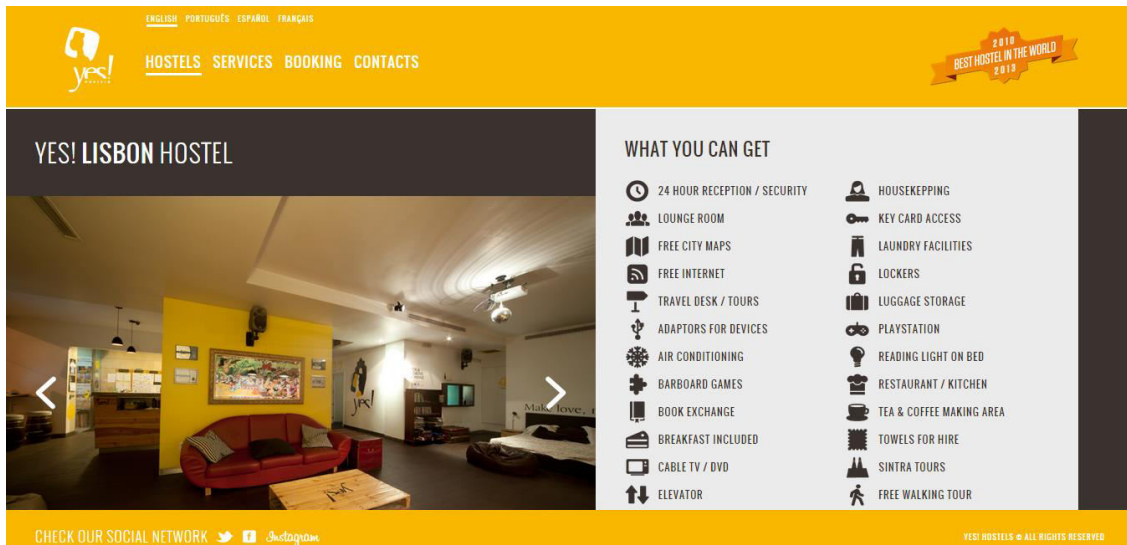 ENGLISH PORTUGUÊS ESPAÑOL FRANÇAIS
yes!
HOSTELS SERVICES BOOKING CONTACTS
2010
BEST HOSTEL IN THE WORLD
2013
YES! LISBON HOSTEL
yes!
Make love, r
WHAT YOU CAN GET
24 HOUR RECEPTION / SECURITY
LOUNGE ROOM
FREE CITY MAPS
FREE INTERNET
TRAVEL DESK / TOURS
ADAPTORS FOR DEVICES
AIR CONDITIONING
BARBOARD GAMES
BOOK EXCHANGE
BREAKFAST INCLUDED
CABLE TV / DVD
ELEVATOR
HOUSEKEPPING
KEY CARD ACCESS
LAUNDRY FACILITIES
LOCKERS
LUGGAGE STORAGE
PLAYSTATION
READING LIGHT ON BED
RESTAURANT / KITCHEN
TEA & COFFEE MAKING AREA
TOWELS FOR HIRE
SINTRA TOURS
FREE WALKING TOUR
CHECK OUR SOCIAL NETWORK Instagram
YES! HOSTELS © ALL RIGHTS RESERVED